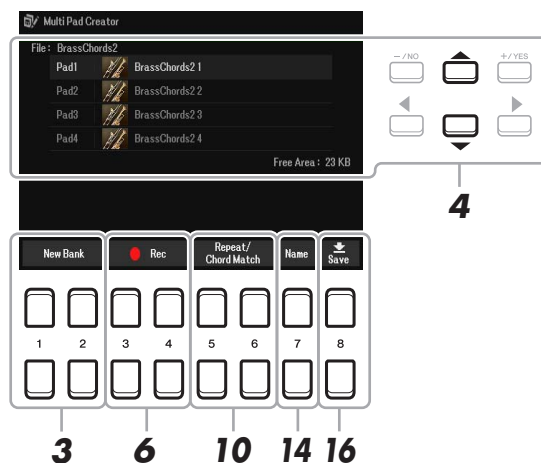 Multi Pad Creator
File: BrassChords2
Pad1 BrassChords2 1
Pad2 BrassChords2 2
Pad3 BrassChords2 3
Pad4 BrassChords2 4
Free Area: 23 KB
-/NO
+/YES
4
New Bank
Rec
Repeat/
Chord Match
Name
Save
1 2 3 4 5 6 7 8
3 6 10 14 16